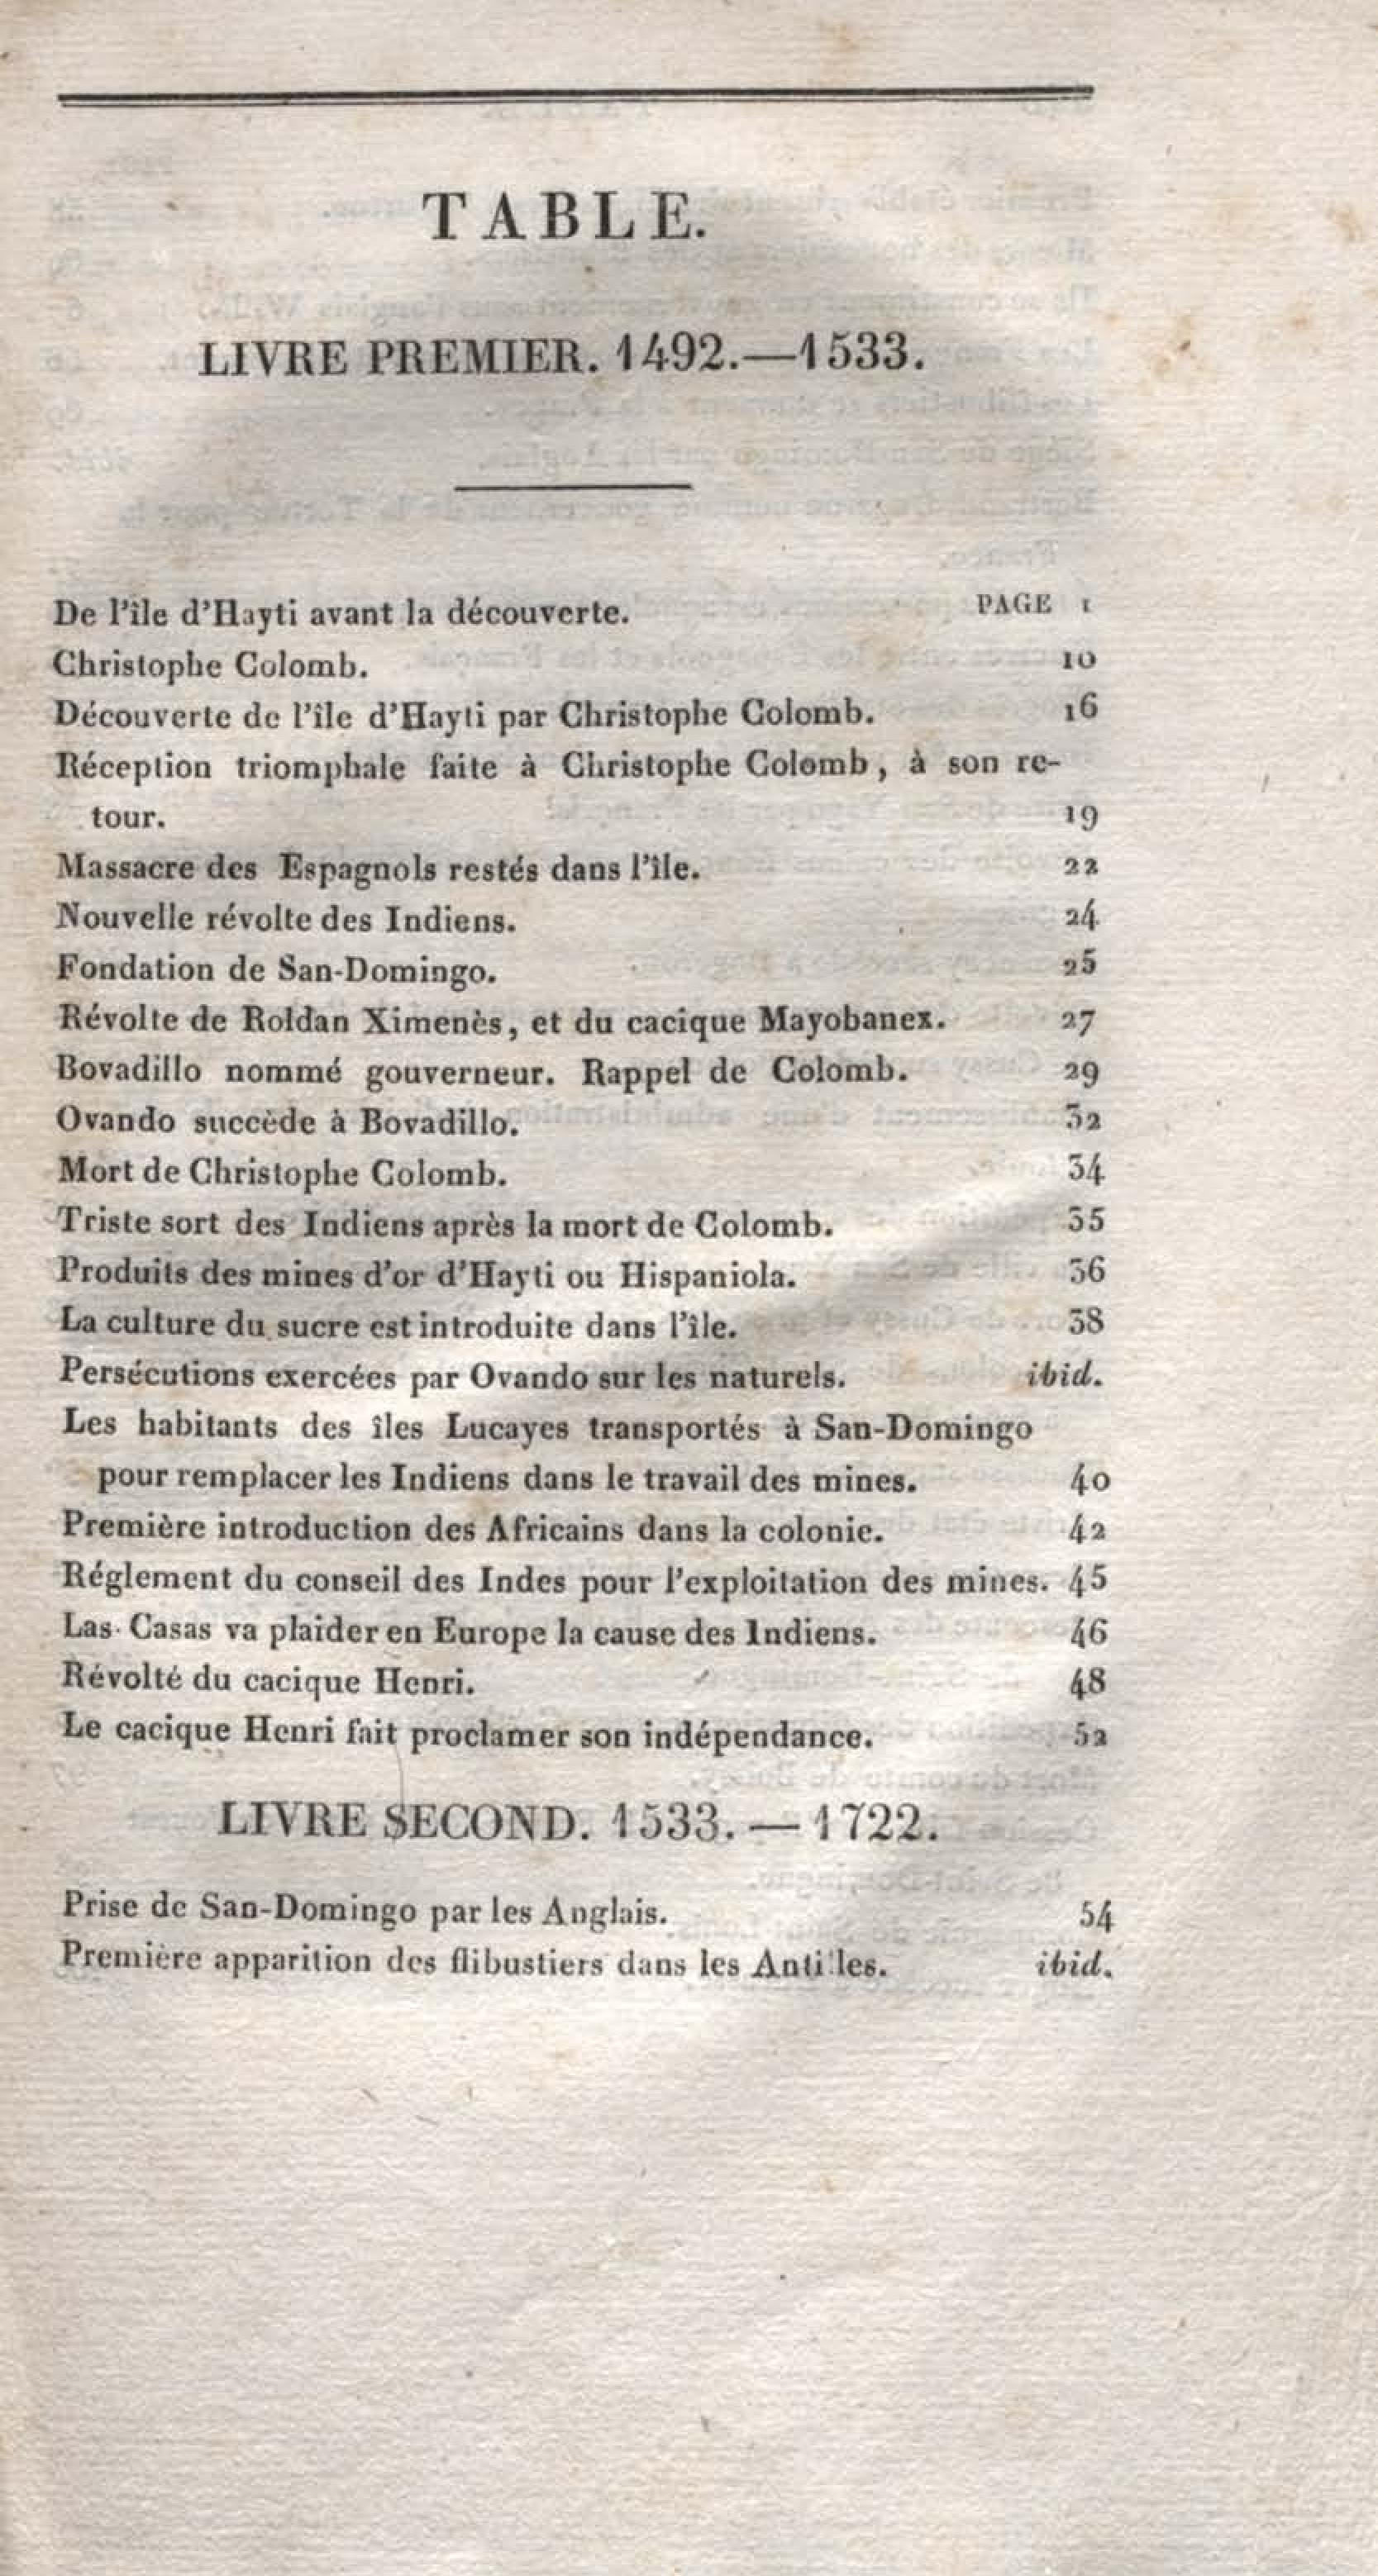 TABLE.
LIVRE PREMIER. 1492.—1533.
De l'île d'Hayti avant la découverte. PAGE 1
Christophe Colomb. 10
Découverte de l'île d'Hayti par Christophe Colomb. 16
Réception triomphale faite à Christophe Colomb, à son re-
tour. 19
Massacre des Espagnols restés dans l'île. 22
Nouvelle révolte des Indiens. 24
Fondation de San-Domingo. 25
Révolte de Roldan Ximenès, et du cacique Mayobanex. 27
Bovadillo nommé gouverneur. Rappel de Colomb. 29
Ovando succède à Bovadillo. 32
Mort de Christophe Colomb. 34
Triste sort des Indiens après la mort de Colomb. 35
Produits des mines d'or d'Hayti ou Hispaniola. 36
La culture du sucre est introduite dans l'île. 38
Persécutions exercées par Ovando sur les naturels. ibid.
Les habitants des îles Lucayes transportés à San-Domingo
pour remplacer les Indiens dans le travail des mines. 40
Première introduction des Africains dans la colonie. 42
Réglement du conseil des Indes pour l'exploitation des mines. 45
Las Casas va plaider en Europe la cause des Indiens. 46
Révolté du cacique Henri. 48
Le cacique Henri fait proclamer son indépendance. 52
LIVRE SECOND. 1533. — 1722.
Prise de San-Domingo par les Anglais. 54
Première apparition des flibustiers dans les Antilles. ibid.